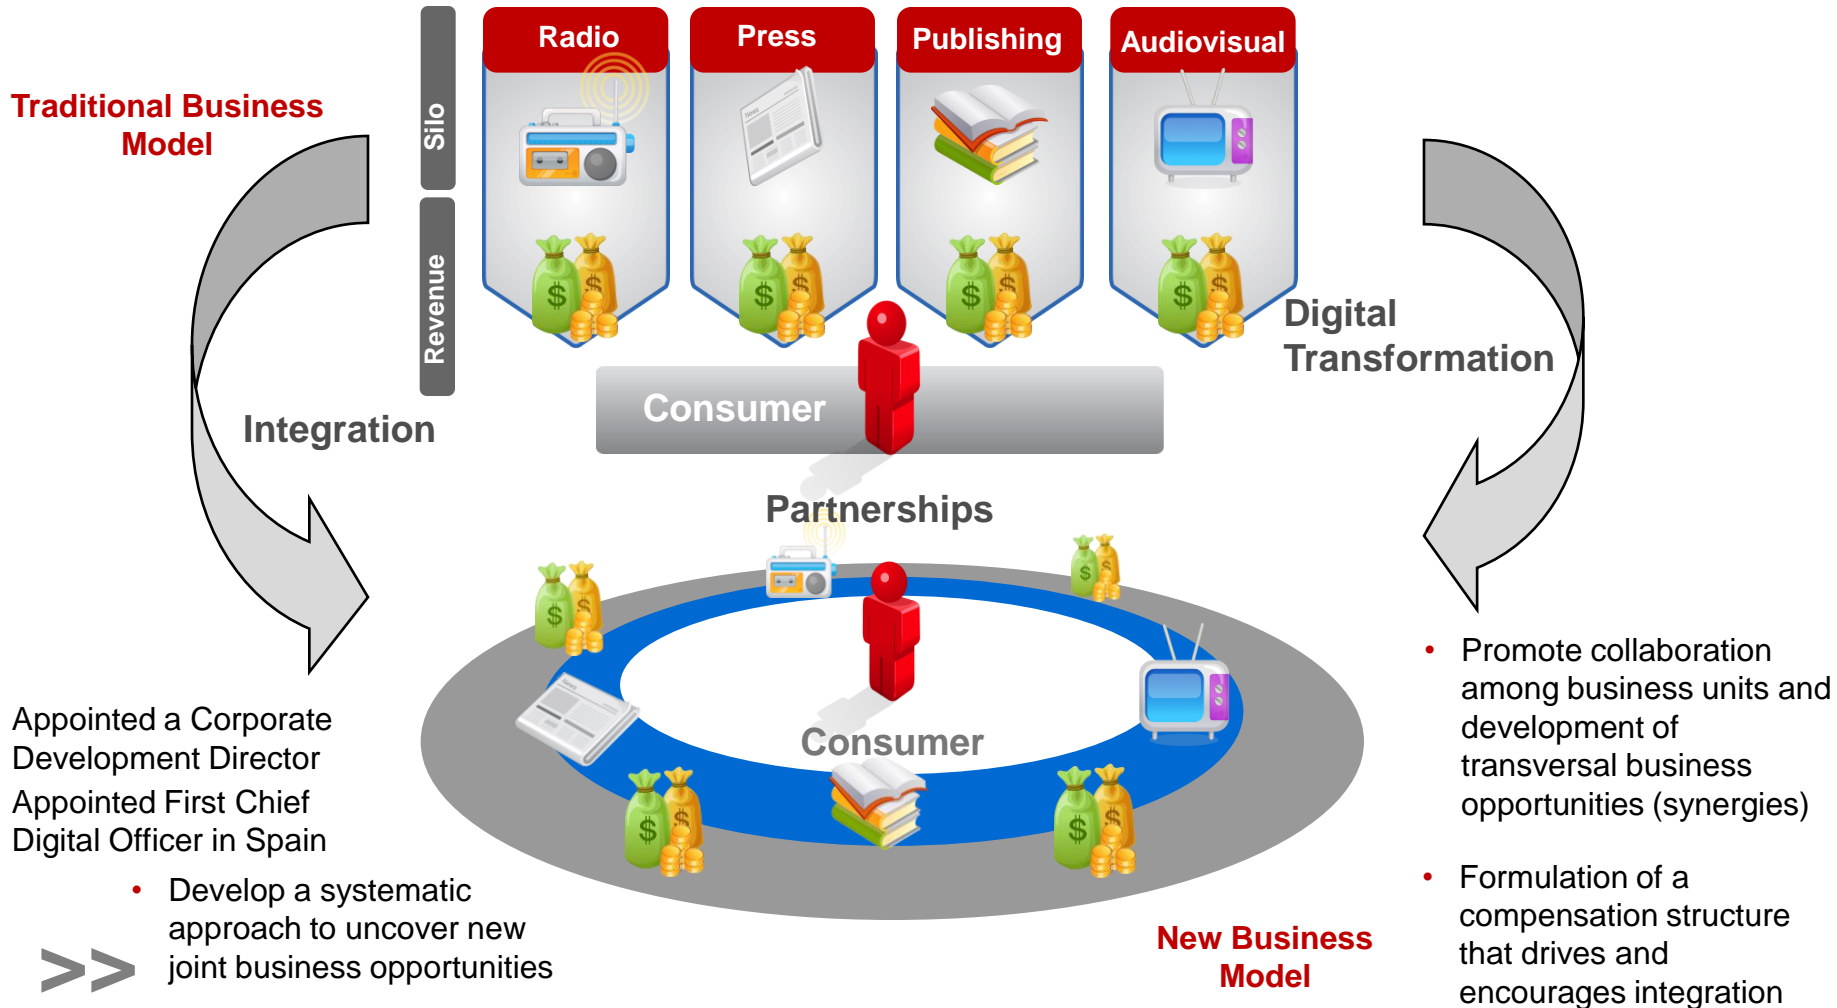 Radio
Press
Publishing
Audiovisual
Traditional Business
Model
Silo
Revenue
News
$ $
$ $
$ $
$ $
Digital
Transformation
Integration
Consumer
Partnerships
$ $
$ $
News
Consumer
$ $
$ $
Appointed a Corporate
Development Director
Appointed First Chief
Digital Officer in Spain
• Develop a systematic
approach to uncover new
joint business opportunities
>>
New Business
Model
• Promote collaboration
among business units and
development of
transversal business
opportunities (synergies)
• Formulation of a
compensation structure
that drives and
encourages integration